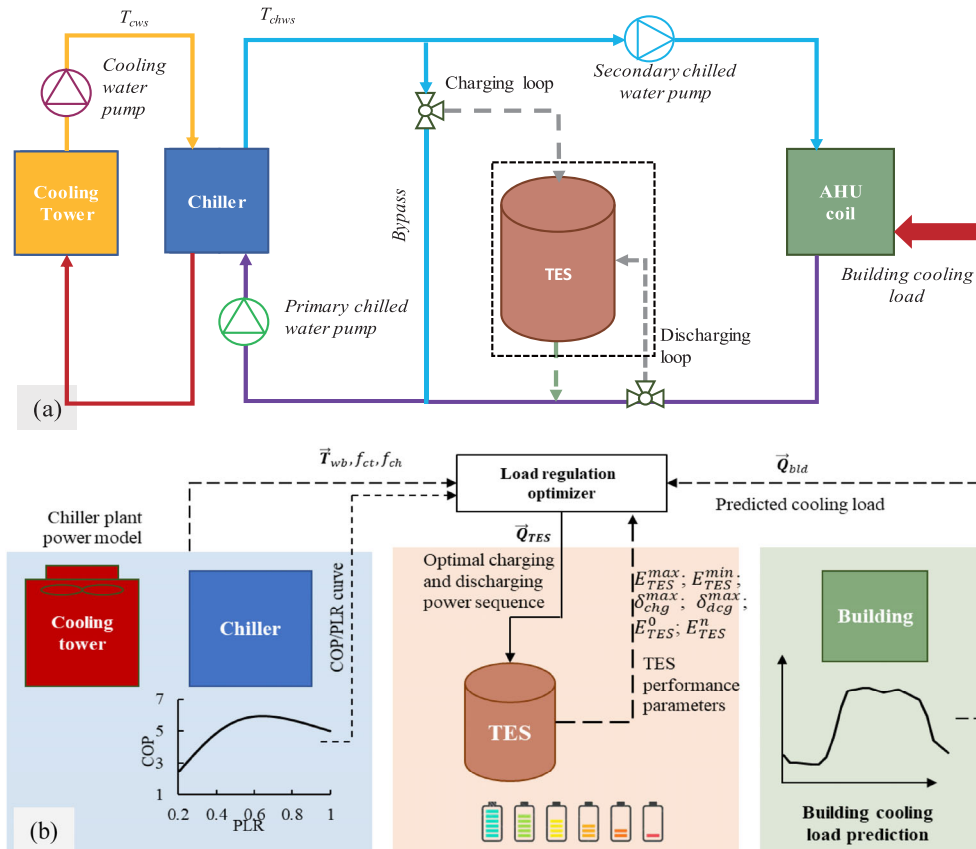 T_cws
T_chws
Cooling
water
pump
Charging loop
Secondary chilled
water pump
Cooling
Tower
Chiller
Bypass
TES
AHU
coil
Building cooling
load
Primary chilled
water pump
Discharging
loop
(a)
T⃗_wb, f_ct, f_ch
Load regulation
optimizer
Q⃗_bld
Predicted cooling load
Chiller plant
power model
Q⃗_TES
Optimal charging
and discharging
power sequence
E_TES^max; E_TES^min;
δ_chg^max; δ_dcg^max;
E_TES^0; E_TES^n
TES
performance
parameters
Cooling
tower
Chiller
COP/PLR curve
Building
TES
7
5
3
1
COP
0.2 0.4 0.6 0.8 1
PLR
(b)
Building cooling
load prediction